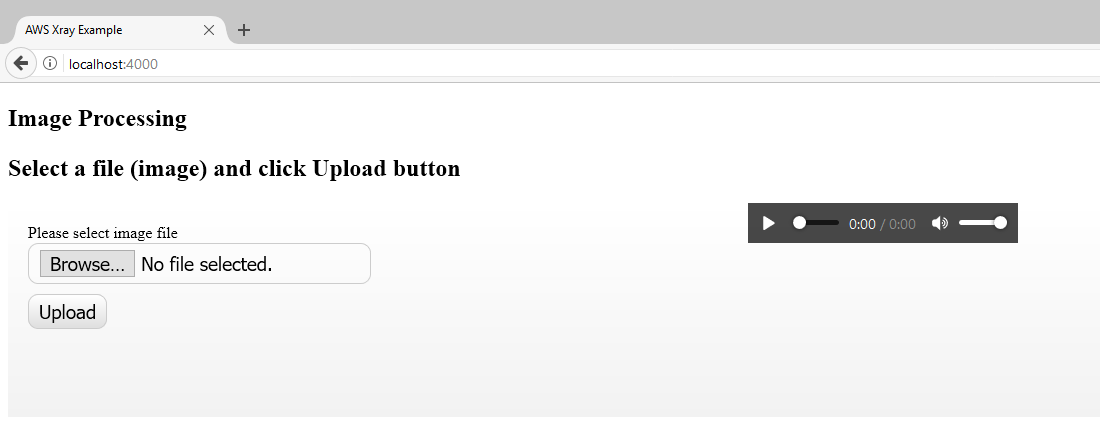 AWS Xray Example
localhost:4000
Image Processing
Select a file (image) and click Upload button
Please select image file
Browse... No file selected.
Upload
0:00 / 0:00